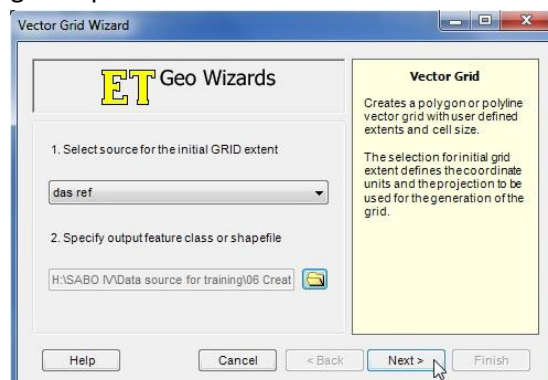 Vector Grid Wizard
ET Geo Wizards
1. Select source for the initial GRID extent
das ref
2. Specify output feature class or shapefile
H:\SABO IV\Data source for training\06 Creat
Vector Grid
Creates a polygon or polyline
vector grid with user defined
extents and cell size.
The selection for initial grid
extent defines the coordinate
units and the projection to be
used for the generation of the
grid.
Help
Cancel
< Back
Next >
Finish